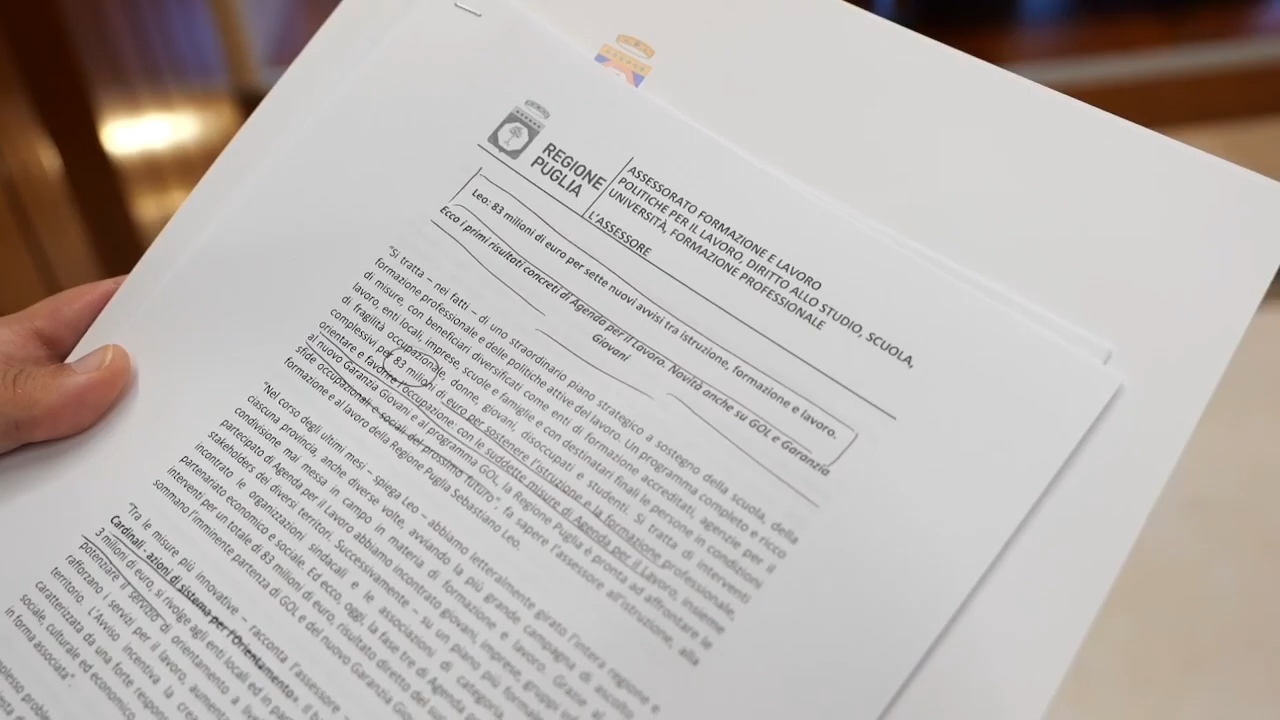 REGIONE
PUGLIA
ASSESSORATO FORMAZIONE E LAVORO
POLITICHE PER IL LAVORO, DIRITTO ALLO STUDIO, SCUOLA,
UNIVERSITÀ, FORMAZIONE PROFESSIONALE
L'ASSESSORE
Leo: 83 milioni di euro per sette nuovi avvisi tra istruzione, formazione e lavoro.
Ecco i primi risultati concreti di Agenda per il Lavoro. Novità anche su GOL e Garanzia
Giovani
"Si tratta – nei fatti – di uno straordinario piano strategico a sostegno della scuola, della
formazione professionale e delle politiche attive del lavoro. Un programma completo e ricco
di misure, con beneficiari diversificati come enti di formazione accreditati, agenzie per il
lavoro, enti locali, imprese, scuole e famiglie e con destinatari finali le persone in condizioni
di fragilità occupazionale, donne, giovani, disoccupati e studenti. Si tratta di interventi
complessivi per 83 milioni di euro per sostenere l'istruzione e la formazione professionale,
orientare e favorire l'occupazione: con le suddette misure di Agenda per il Lavoro, insieme
al nuovo Garanzia Giovani e al programma GOL, la Regione Puglia è pronta ad affrontare le
sfide occupazionali e sociali del prossimo futuro", fa sapere l'assessore all'istruzione, alla
formazione e al lavoro della Regione Puglia Sebastiano Leo.
"Nel corso degli ultimi mesi – spiega Leo – abbiamo letteralmente girato l'intera regione e
ciascuna provincia, anche diverse volte, avviando la più grande campagna di ascolto
condivisione mai messa in campo in materia di formazione e lavoro. Grazie al
partecipato di Agenda per il Lavoro abbiamo incontrato giovani, imprese, gruppi
stakeholders dei diversi territori. Successivamente – su un piano più formale
incontrato le organizzazioni sindacali e le associazioni di categoria,
partenariato economico e sociale. Ed ecco, oggi, la fase tre di Agenda
interventi per un totale di 83 milioni di euro, risultato diretto del
sommano l'imminente partenza di GOL e del nuovo Garanzia
"Tra le misure più innovative – racconta l'assessore –
Cardinali - azioni di sistema per l'Orientamento.
3 milioni di euro, si rivolge agli enti locali ed in
potenziare il servizio di orientamento a
rafforzano i servizi per il lavoro,
territorio. L'Avviso incentiva la
caratterizzata da una forte
sociale, culturale ed
in forma associata".